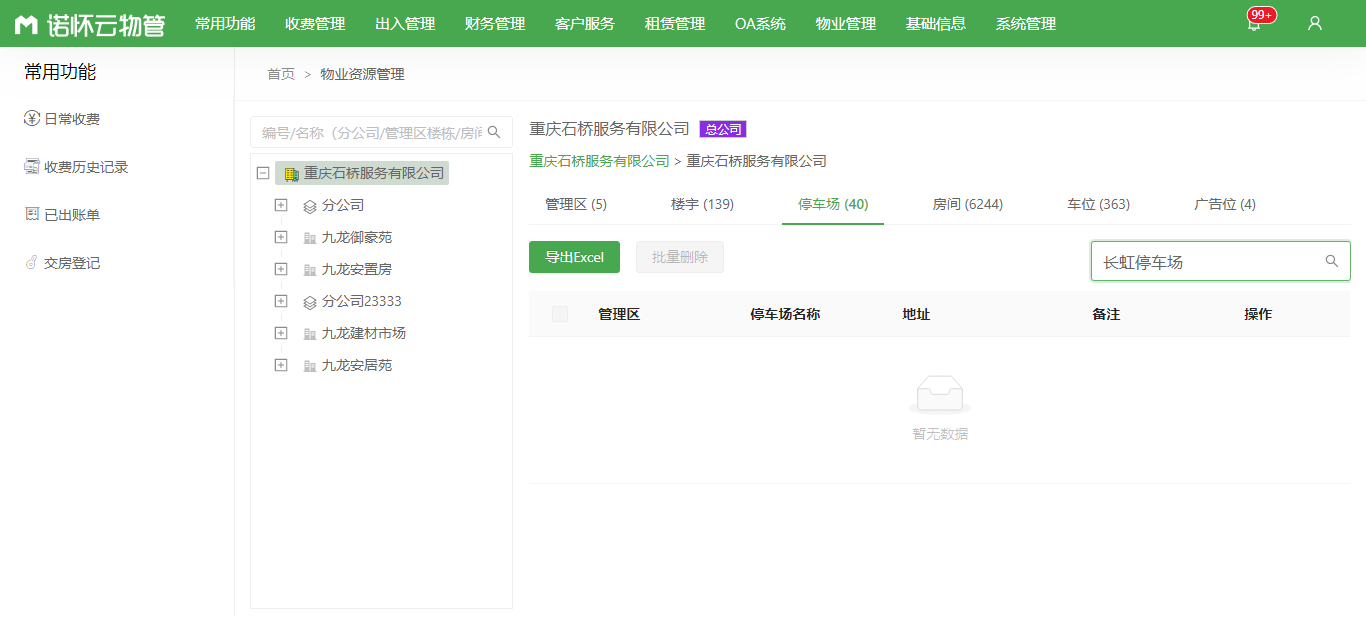 诺怀云物管 常用功能 收费管理 出入管理 财务管理 客户服务 租赁管理 OA系统 物业管理 基础信息 系统管理 99+
常用功能
日常收费
收费历史记录
已出账单
交房登记
首页 > 物业资源管理
编号/名称（分公司/管理区楼栋/房间
重庆石桥服务有限公司
分公司
九龙御豪苑
九龙安置房
分公司23333
九龙建材市场
九龙安居苑
重庆石桥服务有限公司 总公司
重庆石桥服务有限公司 > 重庆石桥服务有限公司
管理区 (5) 楼宇 (139) 停车场 (40) 房间 (6244) 车位 (363) 广告位 (4)
导出Excel 批量删除 长虹停车场
管理区 停车场名称 地址 备注 操作
暂无数据